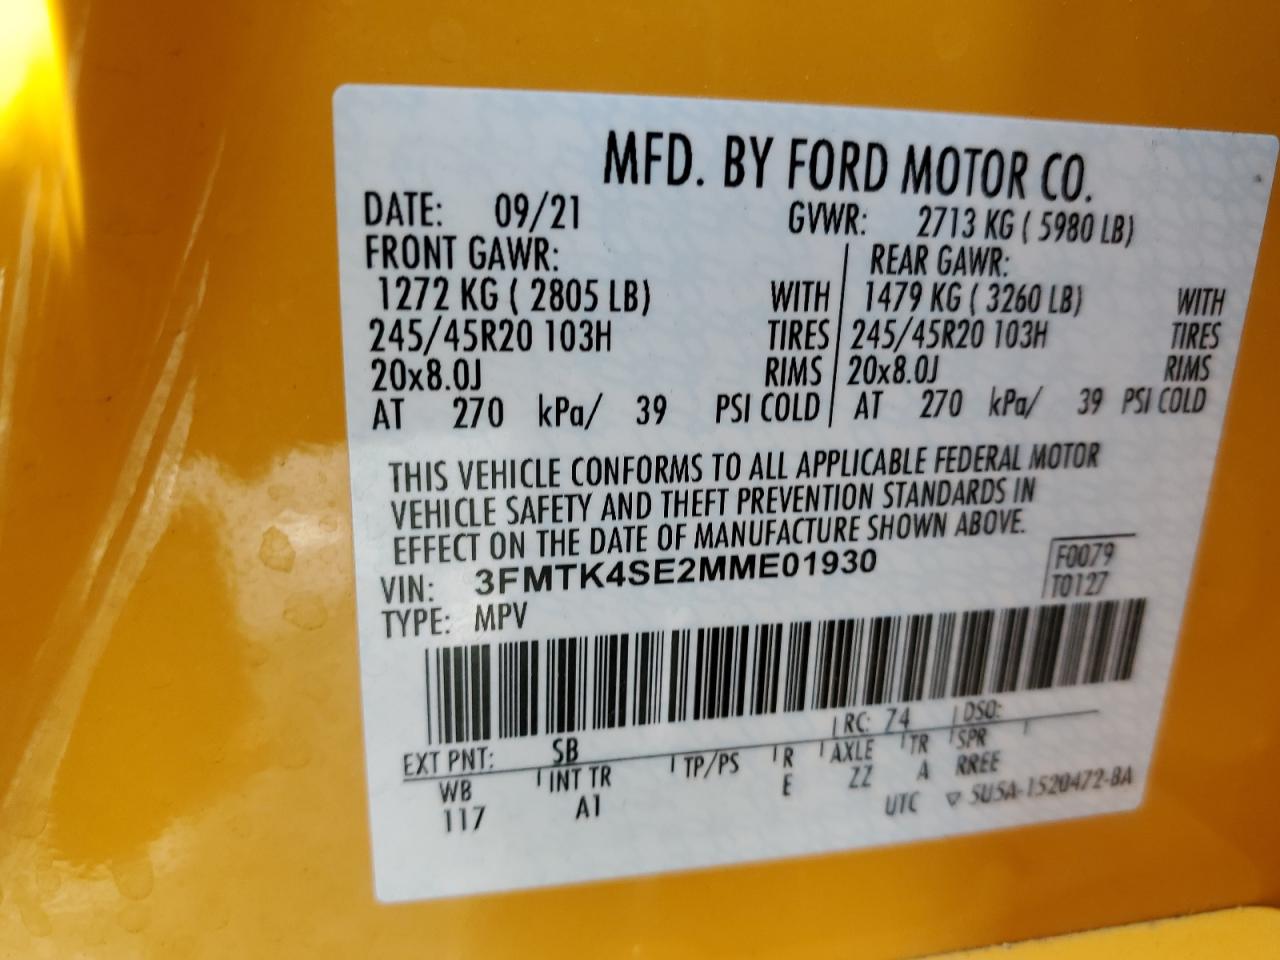 MFD. BY FORD MOTOR CO.
DATE: 09/21 GVWR: 2713 KG ( 5980 LB)
FRONT GAWR: REAR GAWR:
1272 KG ( 2805 LB) WITH 1479 KG ( 3260 LB) WITH
245/45R20 103H TIRES 245/45R20 103H TIRES
20x8.0J RIMS 20x8.0J RIMS
AT 270 kPa/ 39 PSI COLD AT 270 kPa/ 39 PSI COLD
THIS VEHICLE CONFORMS TO ALL APPLICABLE FEDERAL MOTOR
VEHICLE SAFETY AND THEFT PREVENTION STANDARDS IN
EFFECT ON THE DATE OF MANUFACTURE SHOWN ABOVE.
VIN: 3FMTK4SE2MME01930 F0079
TYPE: MPV T0127
EXT PNT: SB RC: 74 DSO:
WB INT TR TP/PS R AXLE TR SPR
117 A1 E ZZ A RREE
UTC ▽ SU5A-1520472-BA